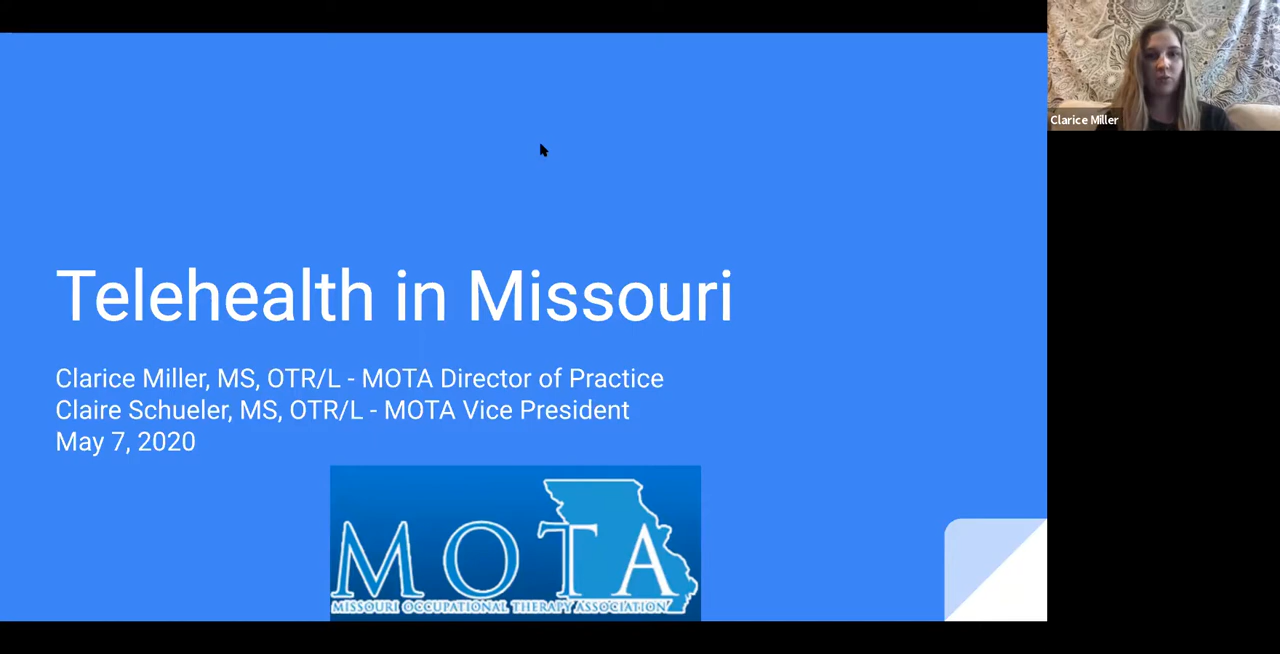 Telehealth in Missouri
Clarice Miller, MS, OTR/L - MOTA Director of Practice
Claire Schueler, MS, OTR/L - MOTA Vice President
May 7, 2020
MOTA
MISSOURI OCCUPATIONAL THERAPY ASSOCIATION
Clarice Miller